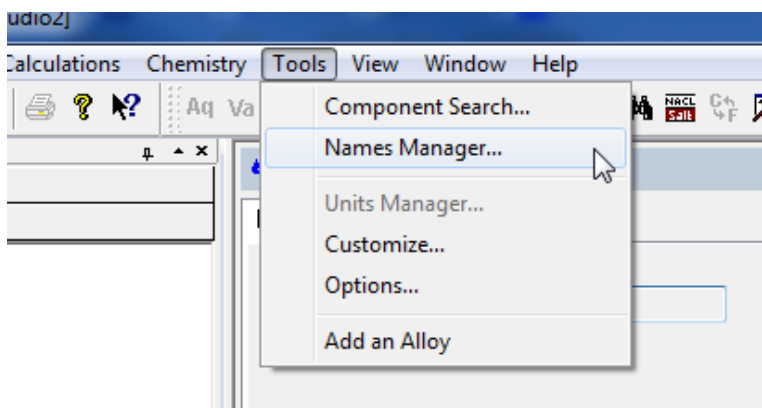 udio2]
Calculations Chemistry Tools View Window Help
Aq Va
NACL
Salt
C
F
Component Search...
Names Manager...
Units Manager...
Customize...
Options...
Add an Alloy